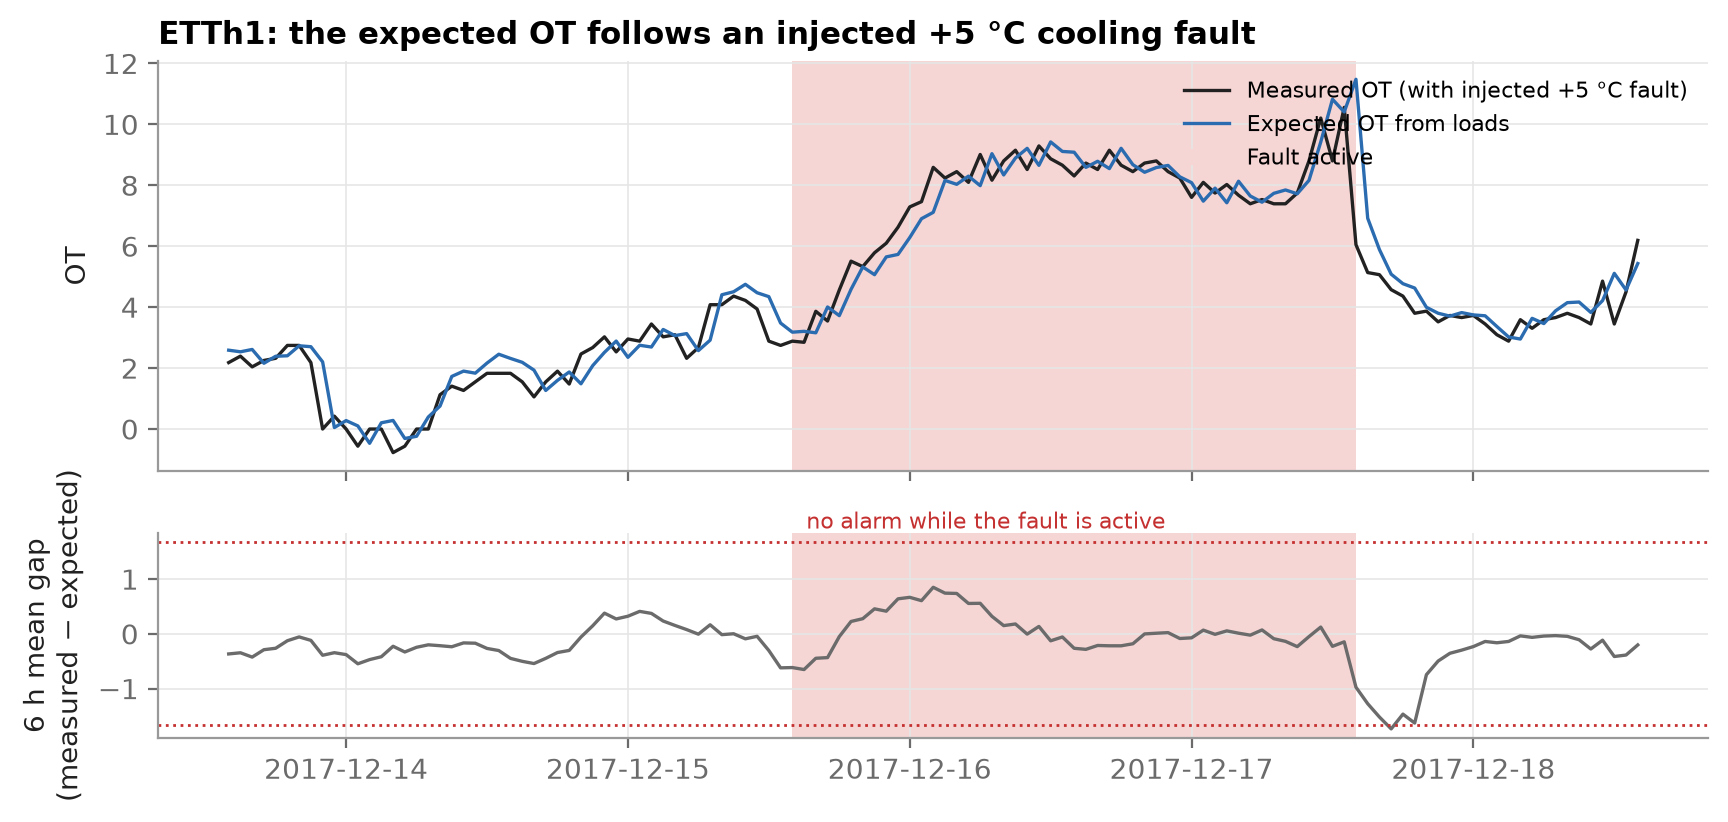 ETTh1: the expected OT follows an injected +5 °C cooling fault
12
10
8
6
4
2
0
OT
Measured OT (with injected +5 °C fault)
Expected OT from loads
Fault active
no alarm while the fault is active
1
0
−1
6 h mean gap
(measured − expected)
2017-12-14
2017-12-15
2017-12-16
2017-12-17
2017-12-18